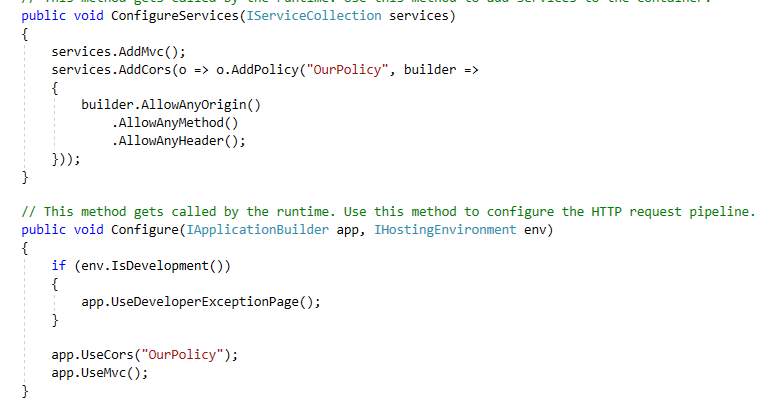 // This method gets called by the runtime. Use this method to add services to the container.
public void ConfigureServices(IServiceCollection services)
{
    services.AddMvc();
    services.AddCors(o => o.AddPolicy("OurPolicy", builder =>
    {
        builder.AllowAnyOrigin()
            .AllowAnyMethod()
            .AllowAnyHeader();
    }));
}
// This method gets called by the runtime. Use this method to configure the HTTP request pipeline.
public void Configure(IApplicationBuilder app, IHostingEnvironment env)
{
    if (env.IsDevelopment())
    {
        app.UseDeveloperExceptionPage();
    }
    app.UseCors("OurPolicy");
    app.UseMvc();
}